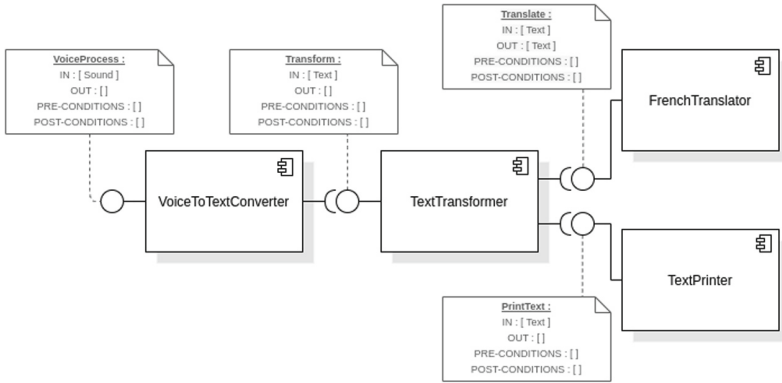 Translate :
IN : [ Text ]
OUT : [ Text ]
PRE-CONDITIONS : [ ]
POST-CONDITIONS : [ ]
VoiceProcess :
IN : [ Sound ]
OUT : [ ]
PRE-CONDITIONS : [ ]
POST-CONDITIONS : [ ]
Transform :
IN : [ Text ]
OUT : [ ]
PRE-CONDITIONS : [ ]
POST-CONDITIONS : [ ]
FrenchTranslator
VoiceToTextConverter
TextTransformer
TextPrinter
PrintText :
IN : [ Text ]
OUT : [ ]
PRE-CONDITIONS : [ ]
POST-CONDITIONS : [ ]